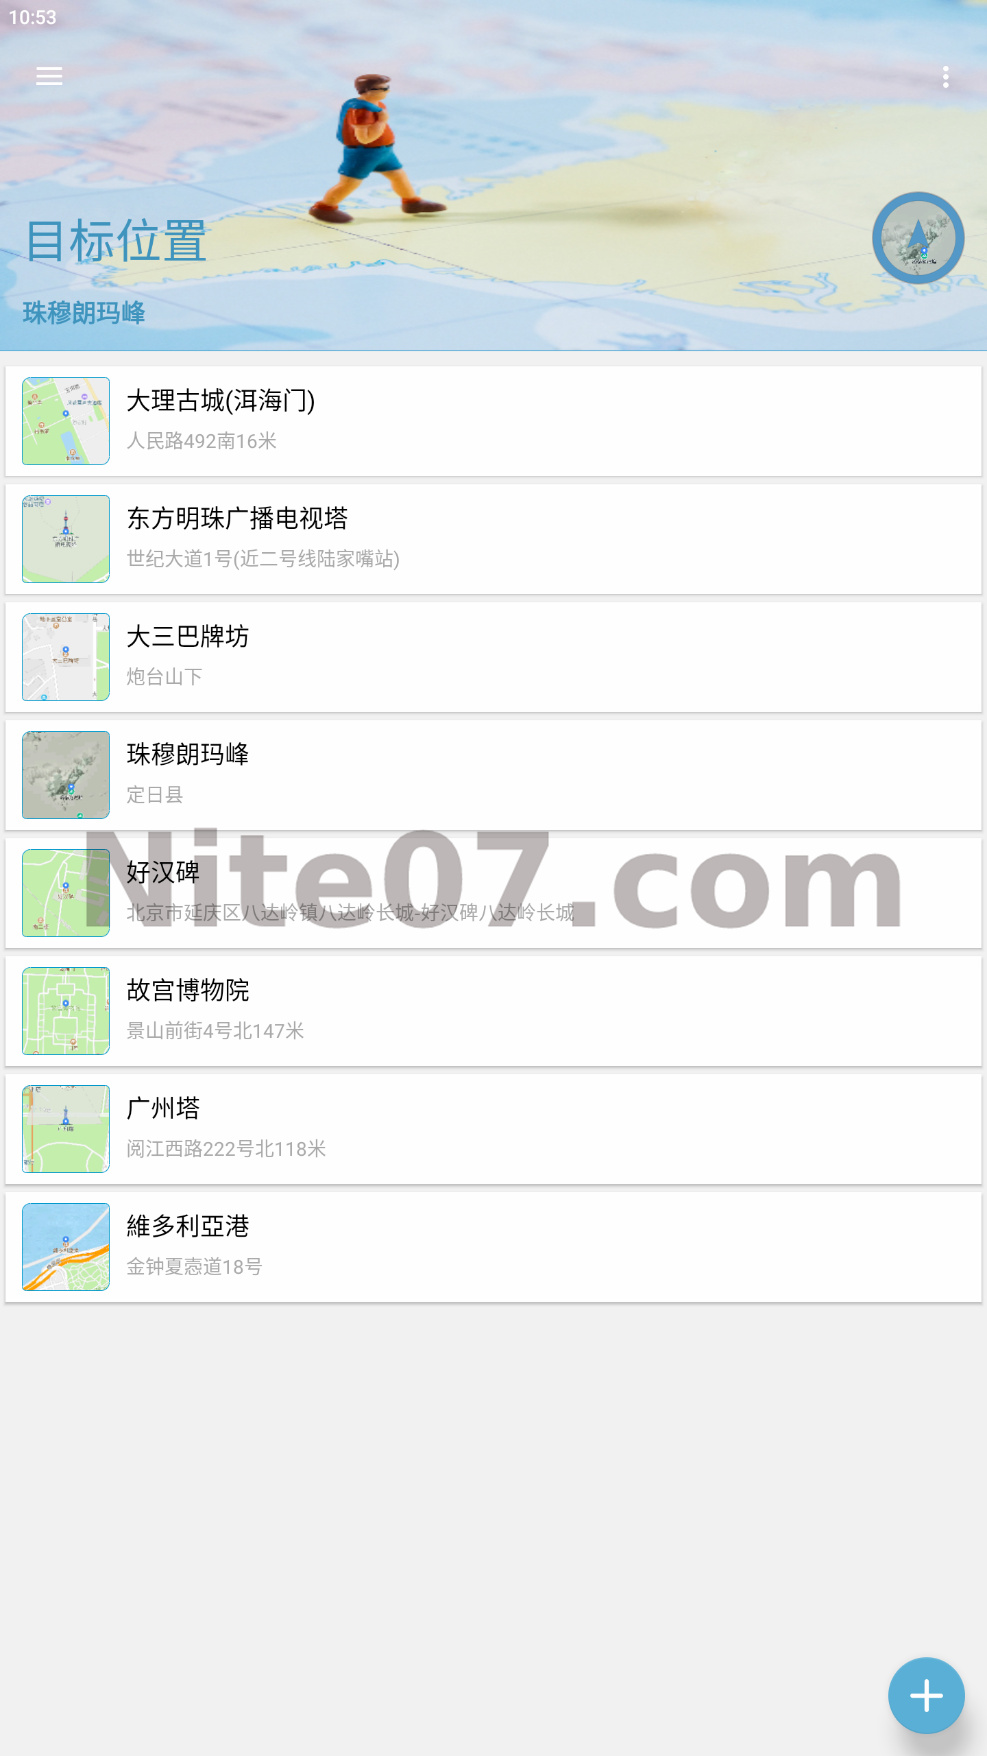 10:53
目标位置
珠穆朗玛峰
大理古城(洱海门)
人民路492南16米
东方明珠广播电视塔
世纪大道1号(近二号线陆家嘴站)
大三巴牌坊
炮台山下
珠穆朗玛峰
定日县
Nite07.com
好汉碑
北京市延庆区八达岭镇八达岭长城-好汉碑八达岭长城
故宫博物院
景山前街4号北147米
广州塔
阅江西路222号北118米
維多利亞港
金钟夏悫道18号